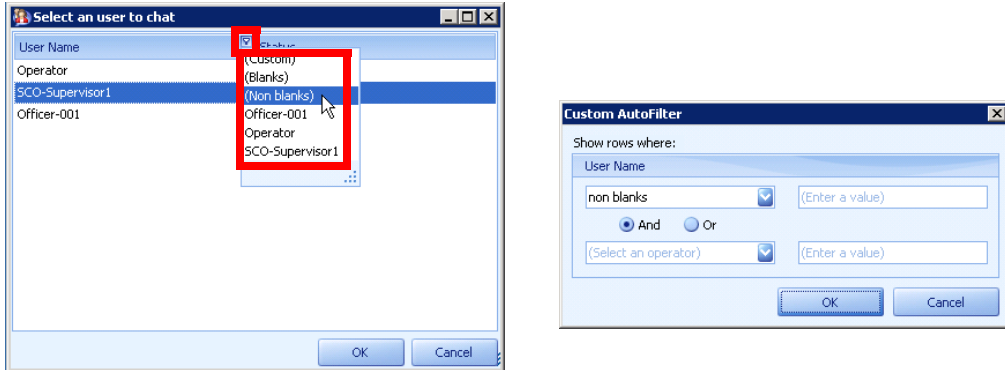 Select an user to chat
User Name Status
Operator
SCO-Supervisor1
Officer-001
(Custom)
(Blanks)
(Non blanks)
Officer-001
Operator
SCO-Supervisor1
OK Cancel
Custom AutoFilter
Show rows where:
User Name
non blanks (Enter a value)
And Or
(Select an operator) (Enter a value)
OK Cancel